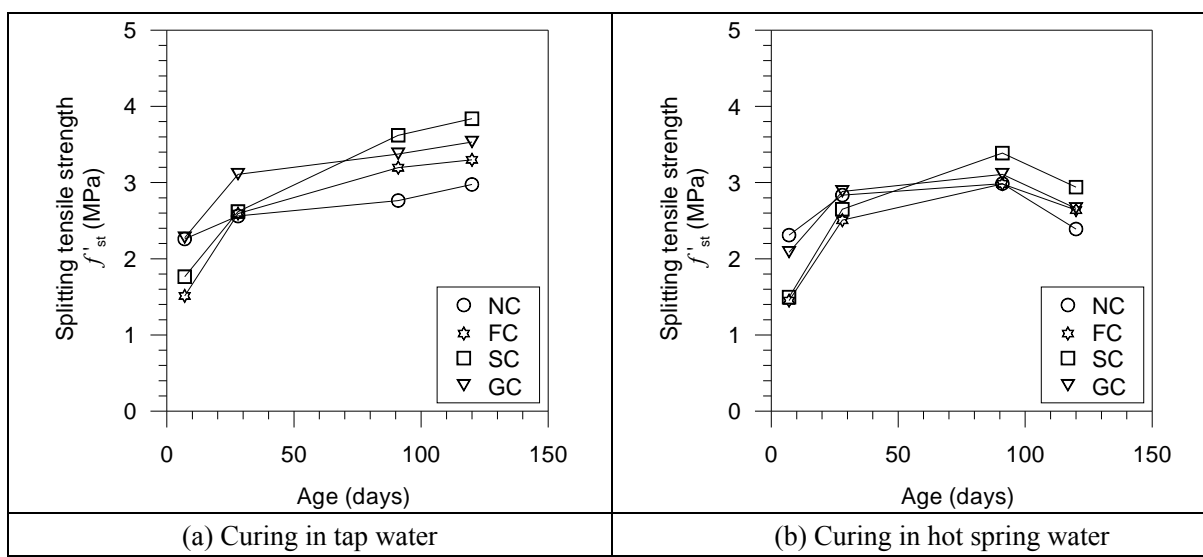 5
4
3
2
1
0
Splitting tensile strength
f'st (MPa)
NC
FC
SC
GC
0 50 100 150
Age (days)
(a) Curing in tap water
5
4
3
2
1
0
Splitting tensile strength
f'st (MPa)
NC
FC
SC
GC
0 50 100 150
Age (days)
(b) Curing in hot spring water